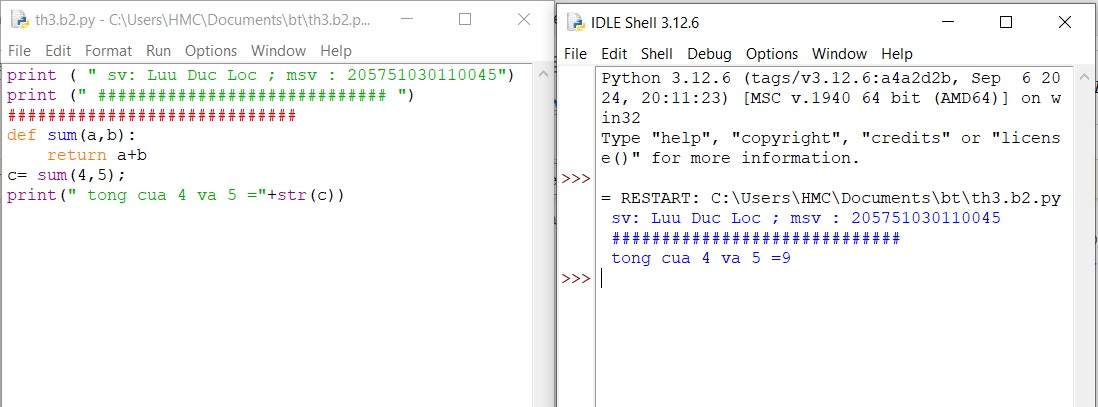 th3.b2.py - C:\Users\HMC\Documents\bt\th3.b2.p...
File Edit Format Run Options Window Help
print ( " sv: Luu Duc Loc ; msv : 205751030110045")
print (" ############################# ")
#############################
def sum(a,b):
    return a+b
c= sum(4,5);
print(" tong cua 4 va 5 ="+str(c))
IDLE Shell 3.12.6
File Edit Shell Debug Options Window Help
Python 3.12.6 (tags/v3.12.6:a4a2d2b, Sep  6 20
24, 20:11:23) [MSC v.1940 64 bit (AMD64)] on w
in32
Type "help", "copyright", "credits" or "licens
e()" for more information.
>>>
= RESTART: C:\Users\HMC\Documents\bt\th3.b2.py
 sv: Luu Duc Loc ; msv : 205751030110045
 #############################
 tong cua 4 va 5 =9
>>>